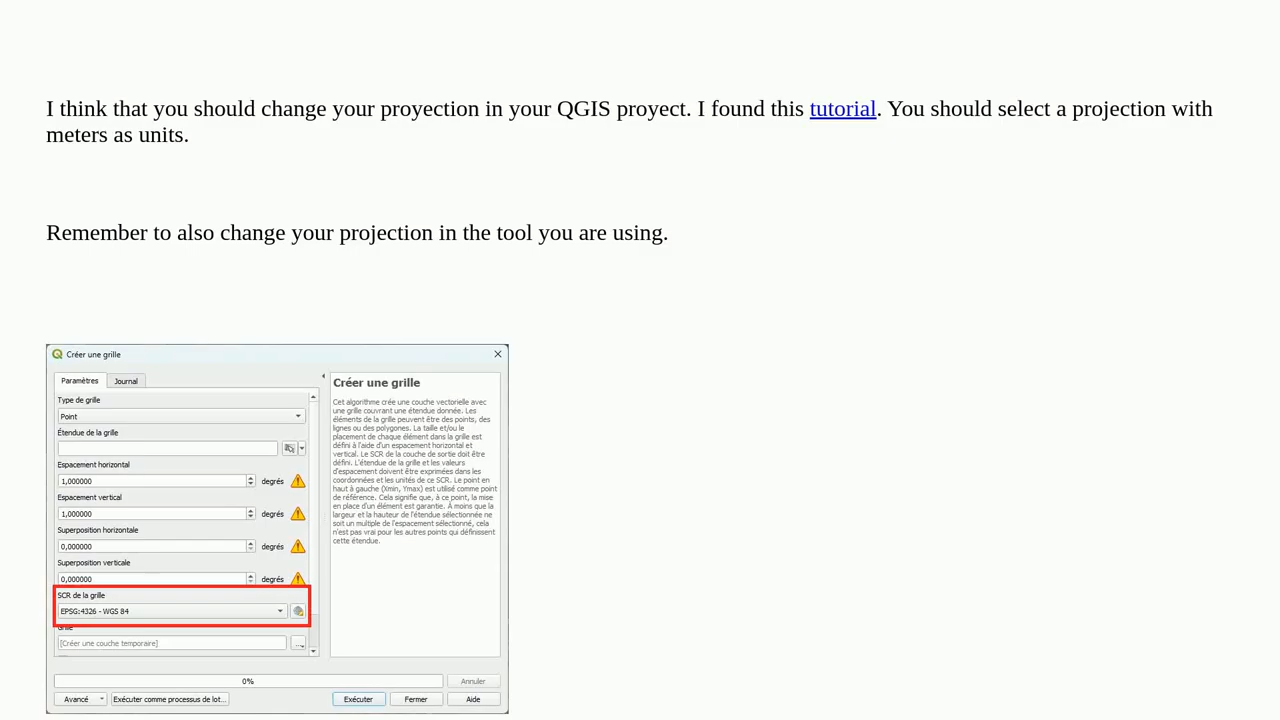 I think that you should change your proyection in your QGIS proyect. I found this tutorial. You should select a projection with
meters as units.
Remember to also change your projection in the tool you are using.
Créer une grille
Paramètres Journal
Type de grille
Point
Étendue de la grille
Espacement horizontal
1,000000 degrés
Espacement vertical
1,000000 degrés
Superposition horizontale
0,000000 degrés
Superposition verticale
0,000000 degrés
SCR de la grille
EPSG:4326 - WGS 84
Grille
[Créer une couche temporaire] ...
Créer une grille
Cet algorithme crée une couche vectorielle avec
une grille couvrant une étendue donnée. Les
éléments de la grille peuvent être des points, des
lignes ou des polygones. La taille et/ou le
placement de chaque élément dans la grille est
défini à l'aide d'un espacement horizontal et
vertical. Le SCR de la couche de sortie doit être
défini. L'étendue de la grille et les valeurs
d'espacement doivent être exprimées dans les
coordonnées et les unités de ce SCR. Le point en
haut à gauche (Xmin, Ymax) est utilisé comme point
de référence. Cela signifie que, à ce point, la mise
en place d'un élément est garantie. À moins que la
largeur et la hauteur de l'étendue sélectionnée ne
soit un multiple de l'espacement sélectionné, cela
n'est pas vrai pour les autres points qui définissent
cette étendue.
0% Annuler
Avancé Exécuter comme processus de lot... Exécuter Fermer Aide